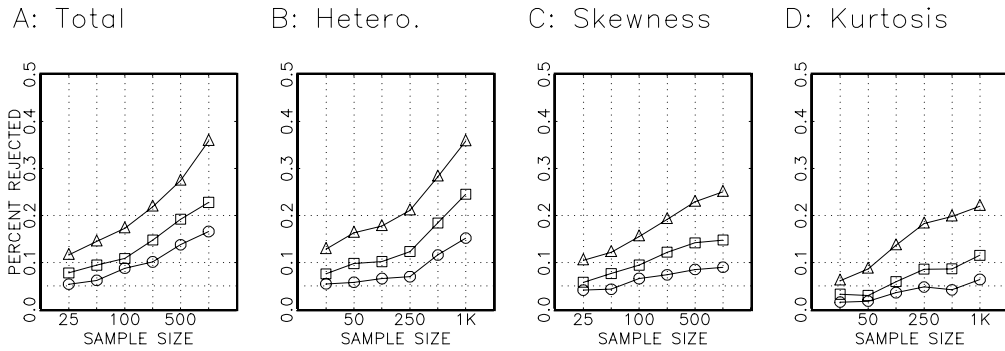 A: Total
B: Hetero.
C: Skewness
D: Kurtosis
PERCENT REJECTED
0 0.1 0.2 0.3 0.4 0.5
25 100 500
SAMPLE SIZE
0 0.1 0.2 0.3 0.4 0.5
50 250 1K
SAMPLE SIZE
0 0.1 0.2 0.3 0.4 0.5
25 100 500
SAMPLE SIZE
0 0.1 0.2 0.3 0.4 0.5
50 250 1K
SAMPLE SIZE